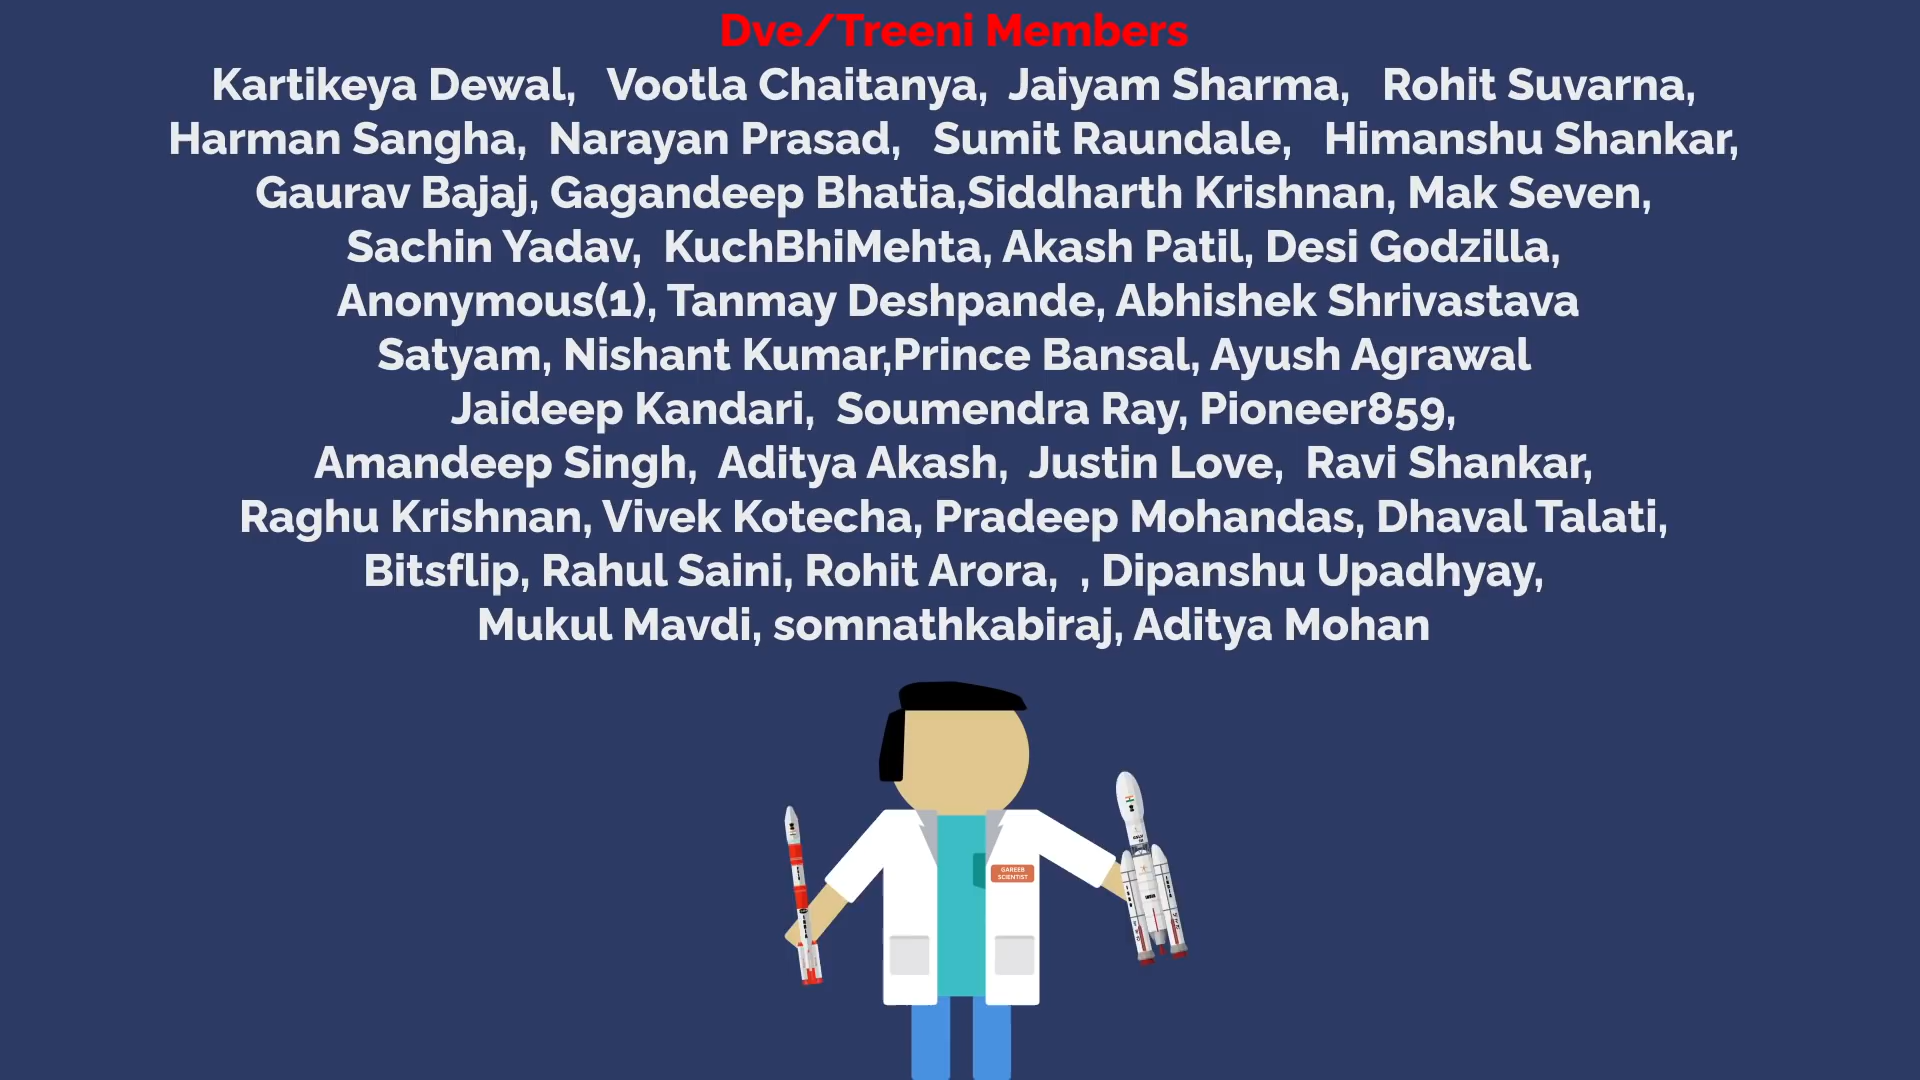 Dve/Treeni Members
Kartikeya Dewal, Vootla Chaitanya, Jaiyam Sharma, Rohit Suvarna,
Harman Sangha, Narayan Prasad, Sumit Raundale, Himanshu Shankar,
Gaurav Bajaj, Gagandeep Bhatia,Siddharth Krishnan, Mak Seven,
Sachin Yadav, KuchBhiMehta, Akash Patil, Desi Godzilla,
Anonymous(1), Tanmay Deshpande, Abhishek Shrivastava
Satyam, Nishant Kumar,Prince Bansal, Ayush Agrawal
Jaideep Kandari, Soumendra Ray, Pioneer859,
Amandeep Singh, Aditya Akash, Justin Love, Ravi Shankar,
Raghu Krishnan, Vivek Kotecha, Pradeep Mohandas, Dhaval Talati,
Bitsflip, Rahul Saini, Rohit Arora, , Dipanshu Upadhyay,
Mukul Mavdi, somnathkabiraj, Aditya Mohan
GAREEB
SCIENTIST